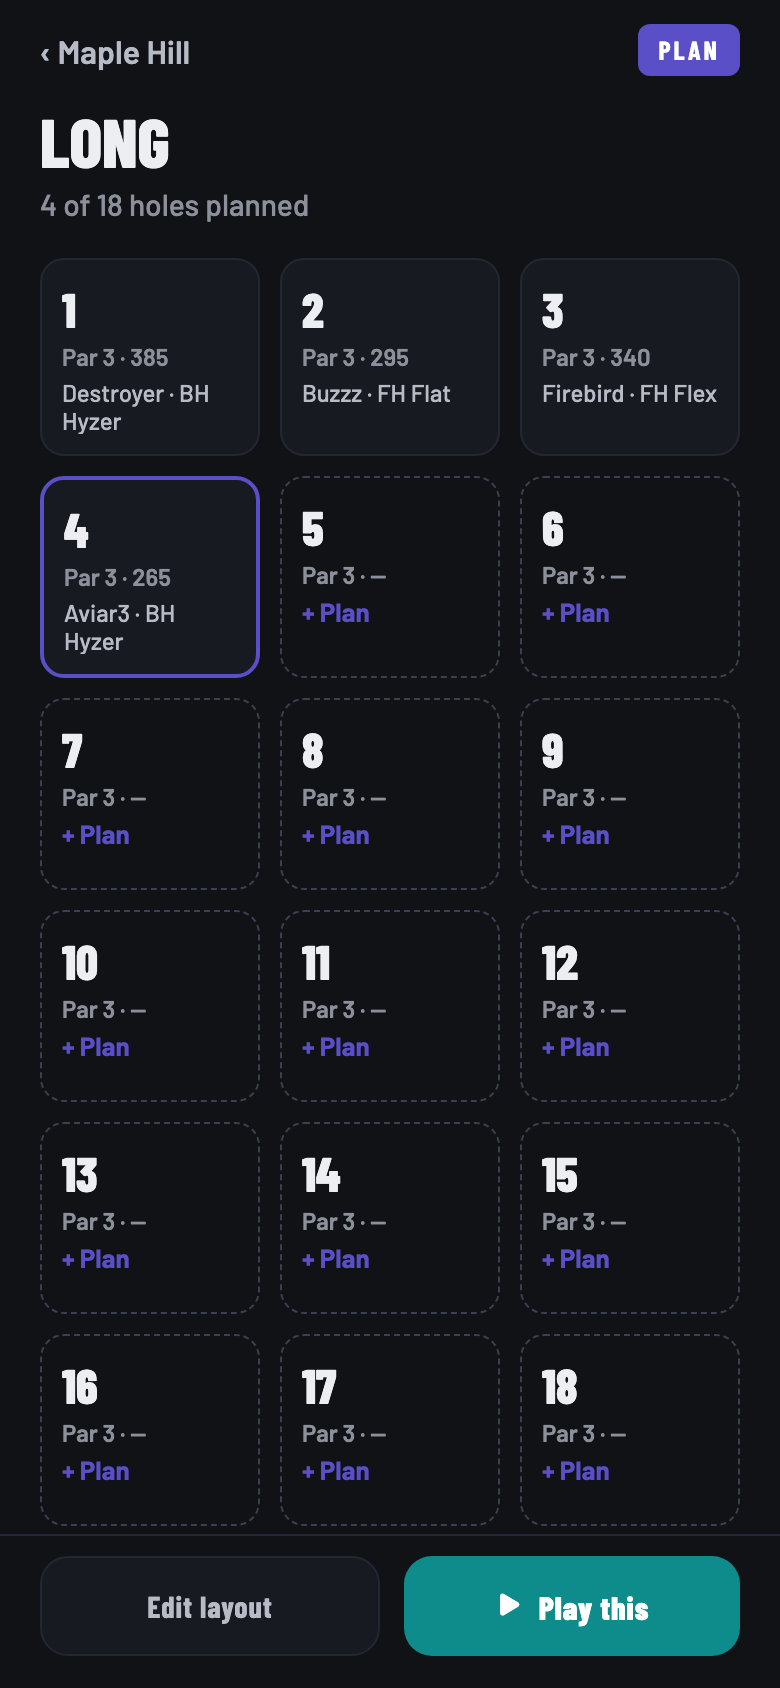 ‹ Maple Hill
PLAN
LONG
4 of 18 holes planned
1
Par 3 · 385
Destroyer · BH
Hyzer
2
Par 3 · 295
Buzzz · FH Flat
3
Par 3 · 340
Firebird · FH Flex
4
Par 3 · 265
Aviar3 · BH
Hyzer
5
Par 3 · –
+ Plan
6
Par 3 · –
+ Plan
7
Par 3 · –
+ Plan
8
Par 3 · –
+ Plan
9
Par 3 · –
+ Plan
10
Par 3 · –
+ Plan
11
Par 3 · –
+ Plan
12
Par 3 · –
+ Plan
13
Par 3 · –
+ Plan
14
Par 3 · –
+ Plan
15
Par 3 · –
+ Plan
16
Par 3 · –
+ Plan
17
Par 3 · –
+ Plan
18
Par 3 · –
+ Plan
Edit layout
Play this